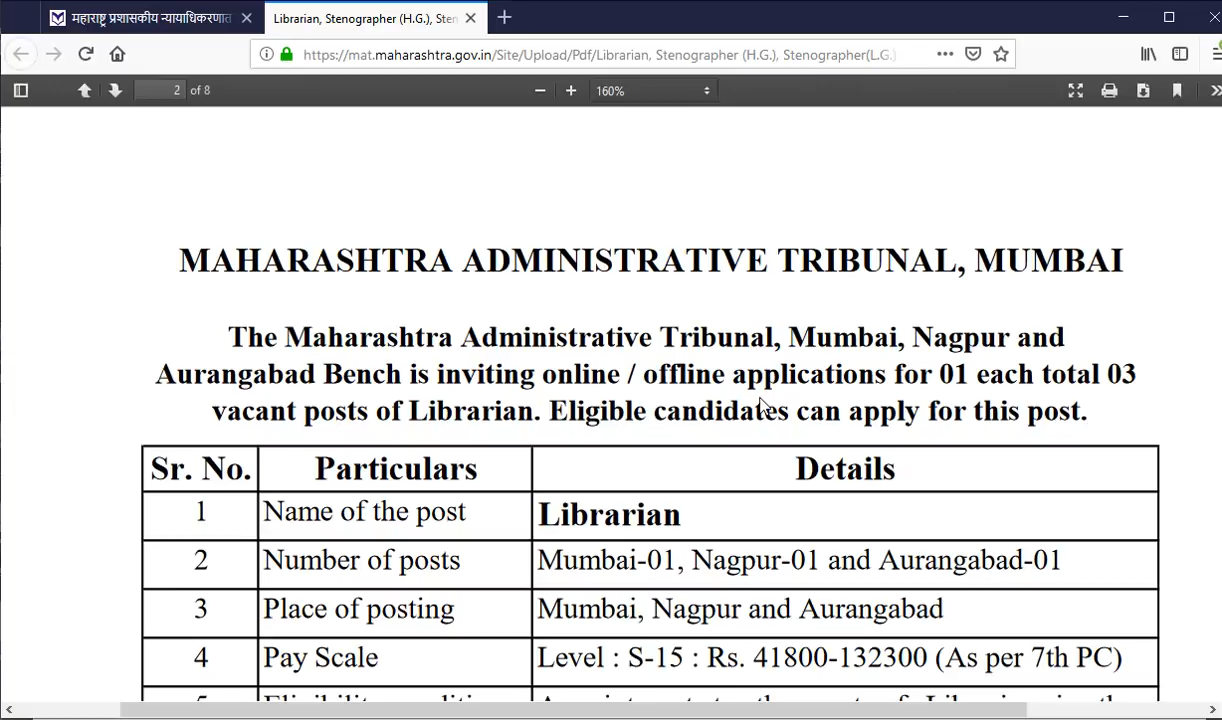 महाराष्ट्र प्रशासकीय न्यायाधिकरणात
Librarian, Stenographer (H.G.), Sten
https://mat.maharashtra.gov.in/Site/Upload/Pdf/Librarian, Stenographer (H.G.), Stenographer(L.G.)
2 of 8
160%
MAHARASHTRA ADMINISTRATIVE TRIBUNAL, MUMBAI
The Maharashtra Administrative Tribunal, Mumbai, Nagpur and
Aurangabad Bench is inviting online / offline applications for 01 each total 03
vacant posts of Librarian. Eligible candidates can apply for this post.
Sr. No. Particulars Details
1 Name of the post Librarian
2 Number of posts Mumbai-01, Nagpur-01 and Aurangabad-01
3 Place of posting Mumbai, Nagpur and Aurangabad
4 Pay Scale Level : S-15 : Rs. 41800-132300 (As per 7th PC)